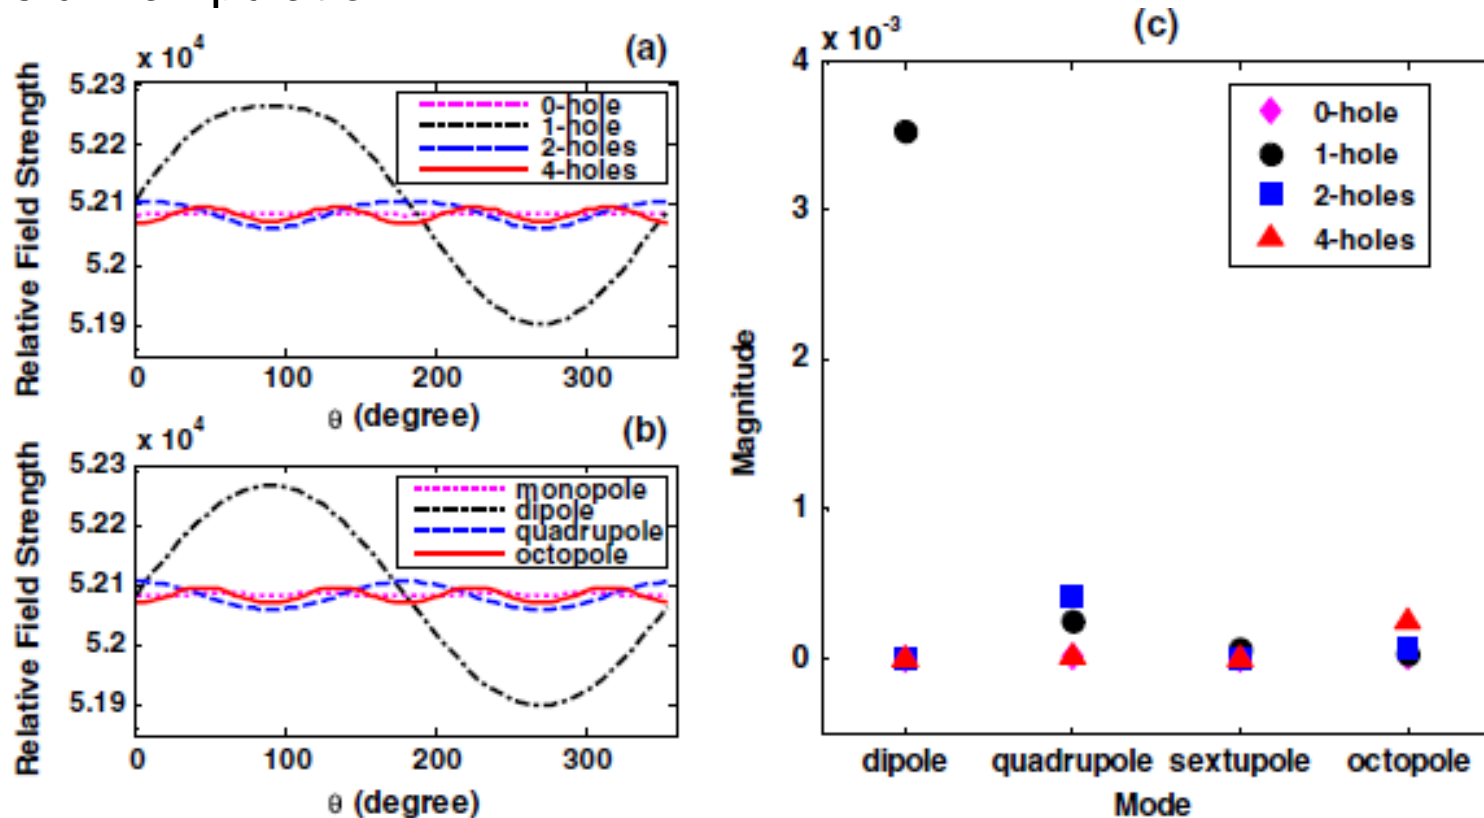 (a)
x 10^4
Relative Field Strength
5.23
5.22
5.21
5.2
5.19
0 100 200 300
θ (degree)
0-hole
1-hole
2-holes
4-holes
(b)
x 10^4
Relative Field Strength
5.23
5.22
5.21
5.2
5.19
0 100 200 300
θ (degree)
monopole
dipole
quadrupole
octopole
(c)
x 10^-3
Magnitude
4
3
2
1
0
dipole quadrupole sextupole octopole
Mode
0-hole
1-hole
2-holes
4-holes